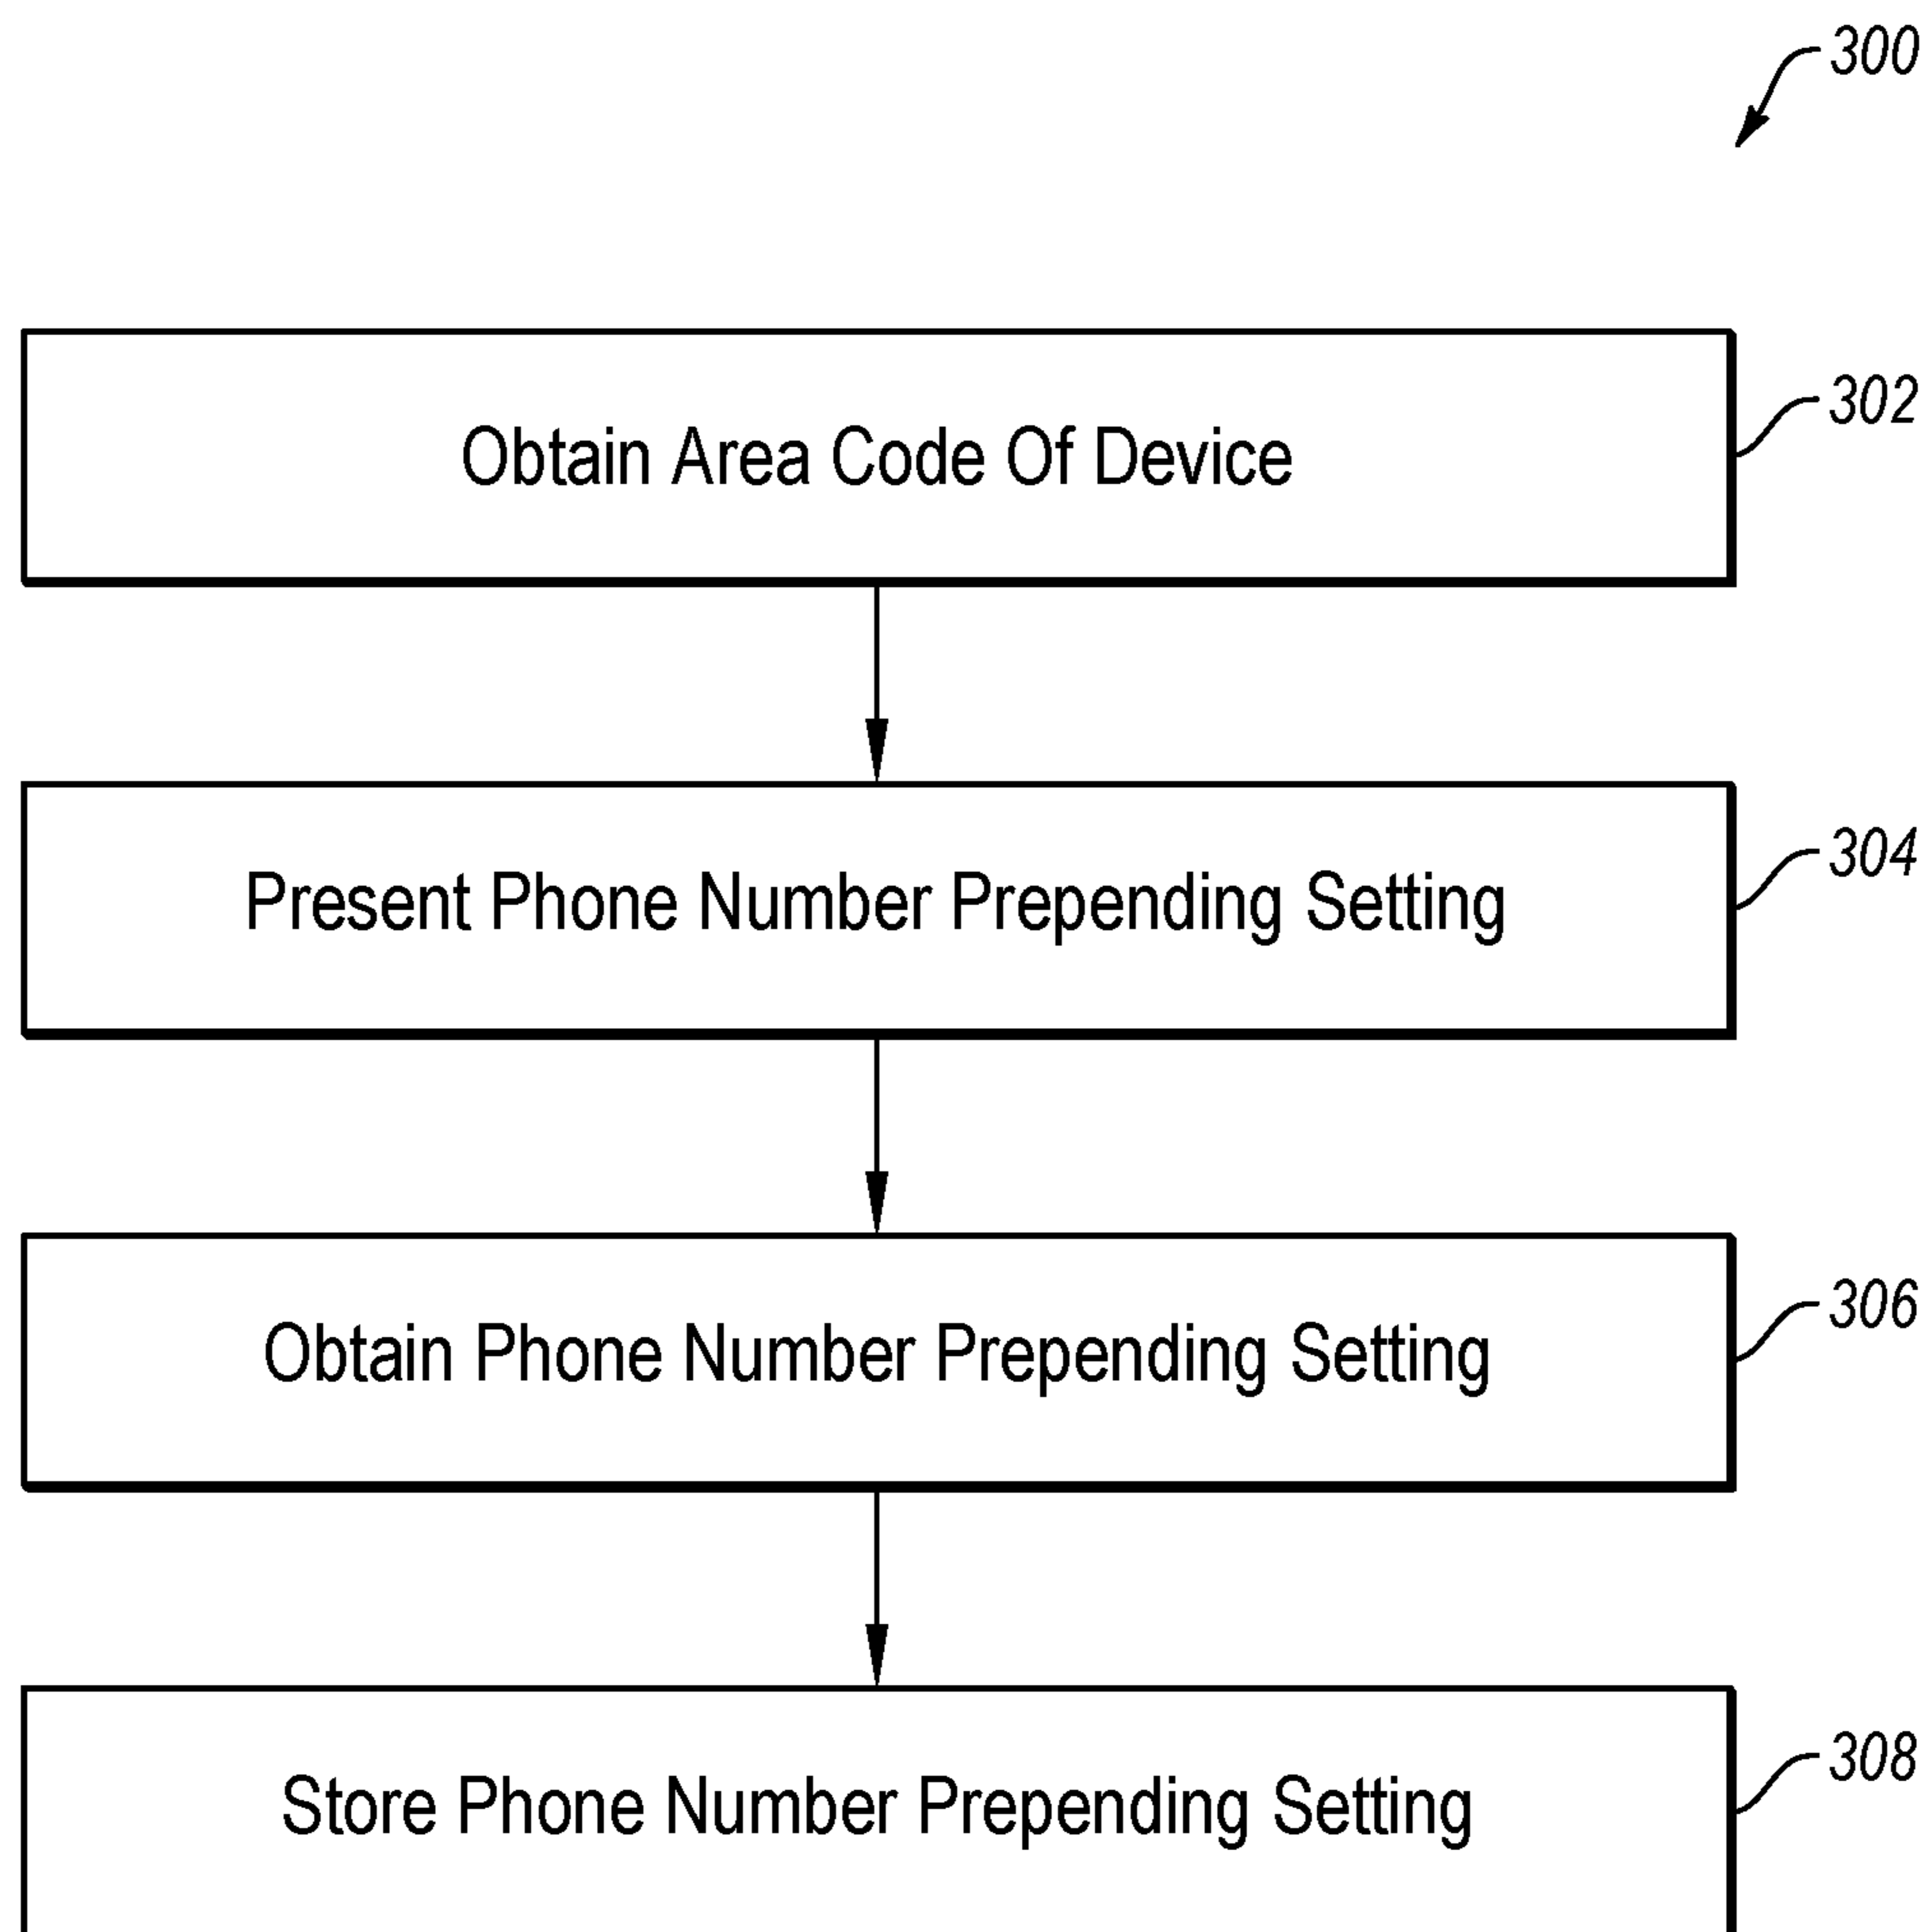 300
Obtain Area Code Of Device
302
Present Phone Number Prepending Setting
304
Obtain Phone Number Prepending Setting
306
Store Phone Number Prepending Setting
308